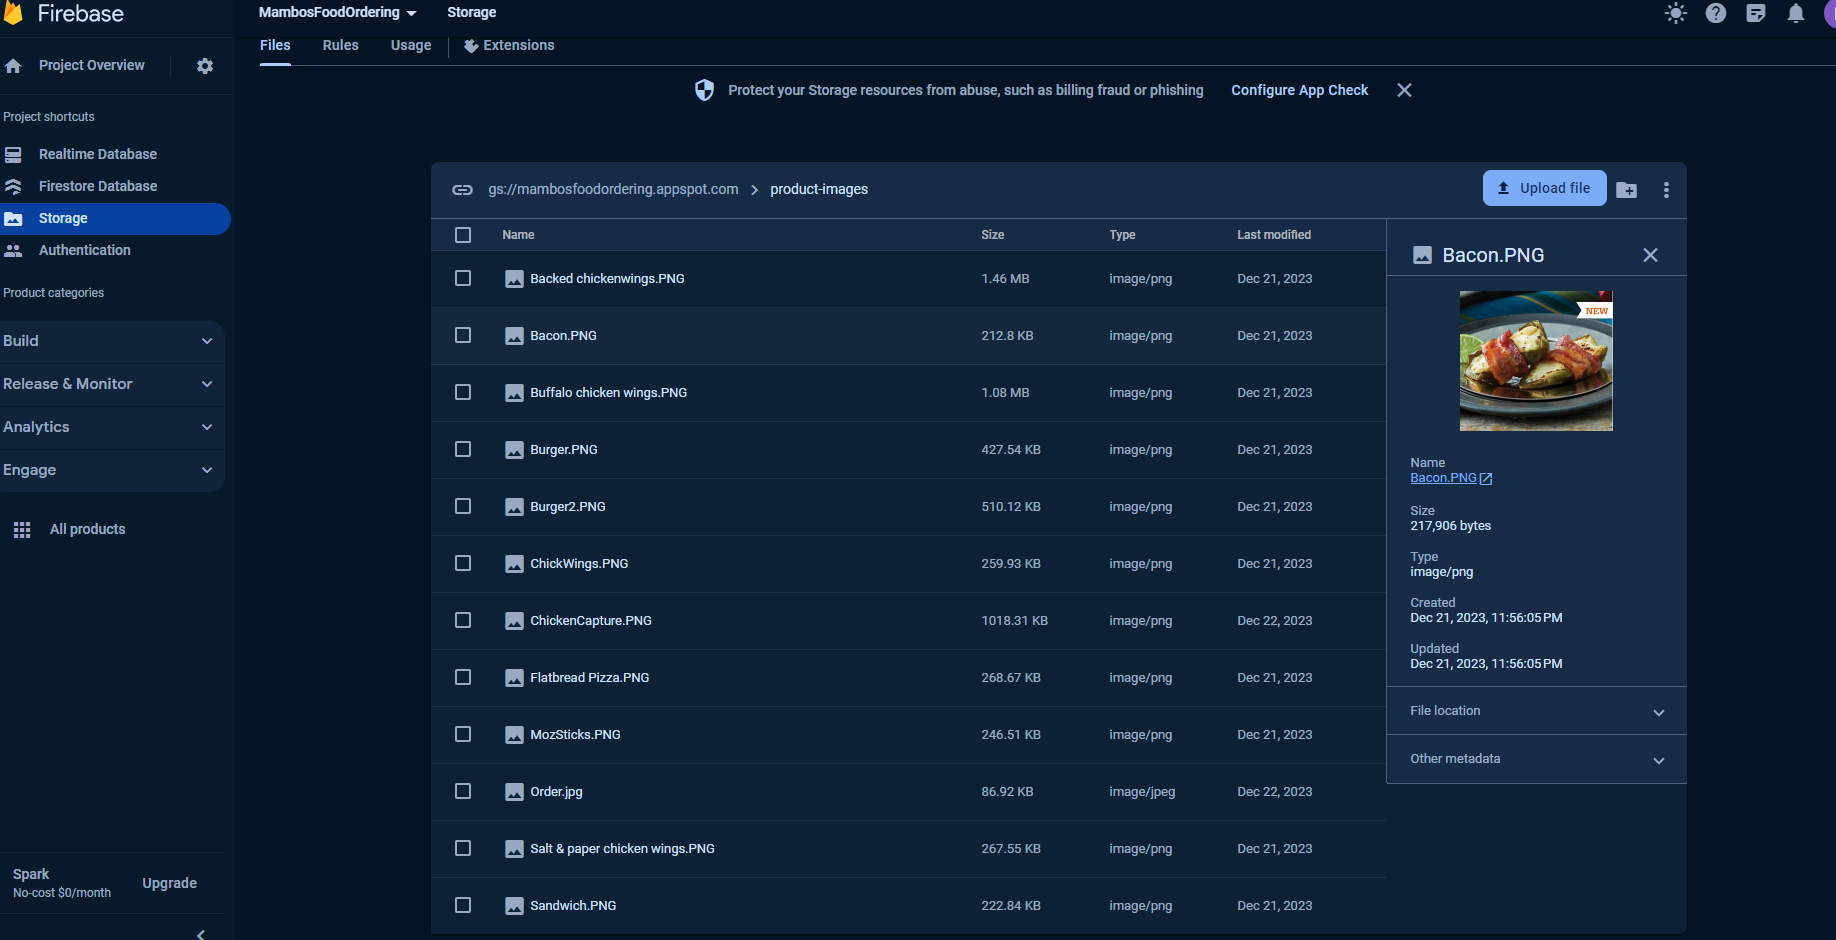 Firebase
MambosFoodOrdering
Storage
Files
Rules
Usage
Extensions
Project Overview
Protect your Storage resources from abuse, such as billing fraud or phishing
Configure App Check
Project shortcuts
Realtime Database
Firestore Database
Storage
Authentication
Product categories
Build
Release & Monitor
Analytics
Engage
All products
Spark
No-cost $0/month
Upgrade
gs://mambosfoodordering.appspot.com > product-images
Upload file
Name Size Type Last modified
Backed chickenwings.PNG 1.46 MB image/png Dec 21, 2023
Bacon.PNG 212.8 KB image/png Dec 21, 2023
Buffalo chicken wings.PNG 1.08 MB image/png Dec 21, 2023
Burger.PNG 427.54 KB image/png Dec 21, 2023
Burger2.PNG 510.12 KB image/png Dec 21, 2023
ChickWings.PNG 259.93 KB image/png Dec 21, 2023
ChickenCapture.PNG 1018.31 KB image/png Dec 22, 2023
Flatbread Pizza.PNG 268.67 KB image/png Dec 21, 2023
MozSticks.PNG 246.51 KB image/png Dec 21, 2023
Order.jpg 86.92 KB image/jpeg Dec 22, 2023
Salt & paper chicken wings.PNG 267.55 KB image/png Dec 21, 2023
Sandwich.PNG 222.84 KB image/png Dec 21, 2023
Bacon.PNG
NEW
Name
Bacon.PNG
Size
217,906 bytes
Type
image/png
Created
Dec 21, 2023, 11:56:05 PM
Updated
Dec 21, 2023, 11:56:05 PM
File location
Other metadata